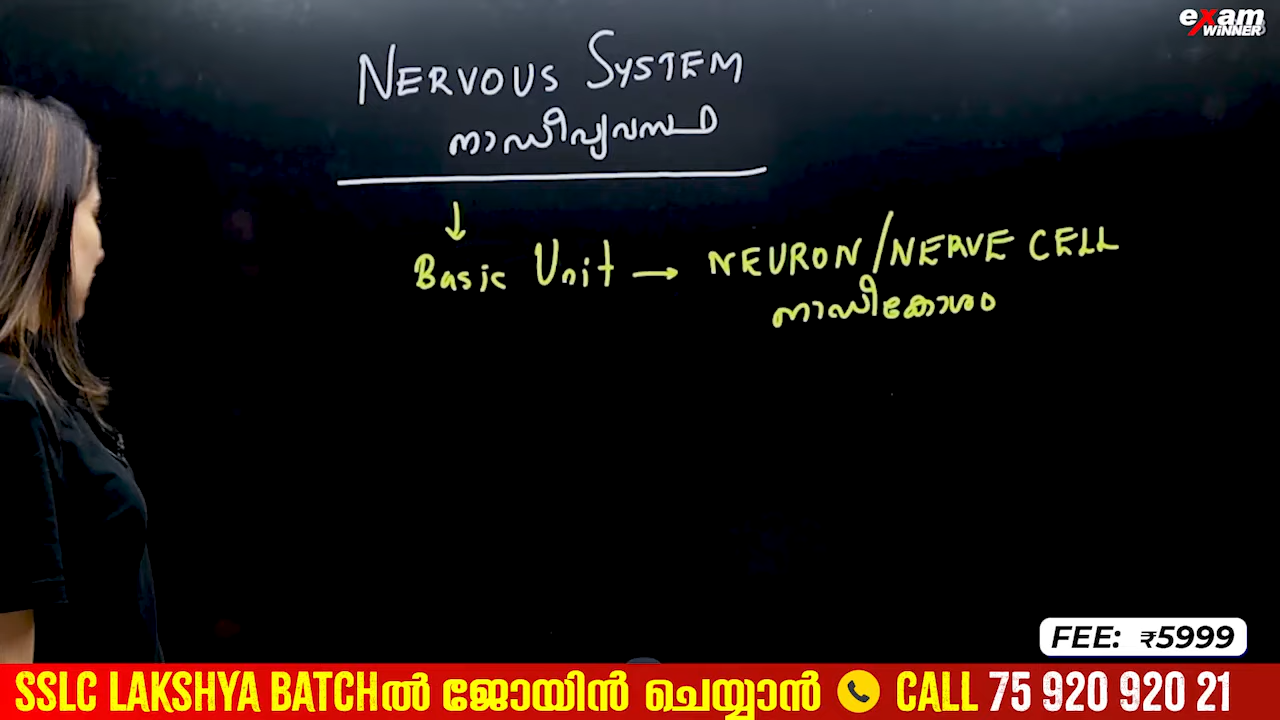 exam
WINNER
NERVOUS SYSTEM
നാഡീവ്യവസ്ഥ
Basic Unit → NEURON/NERVE CELL
നാഡീകോശം
FEE: ₹5999
SSLC LAKSHYA BATCHൽ ജോയിൻ ചെയ്യാൻ CALL 75 920 920 21